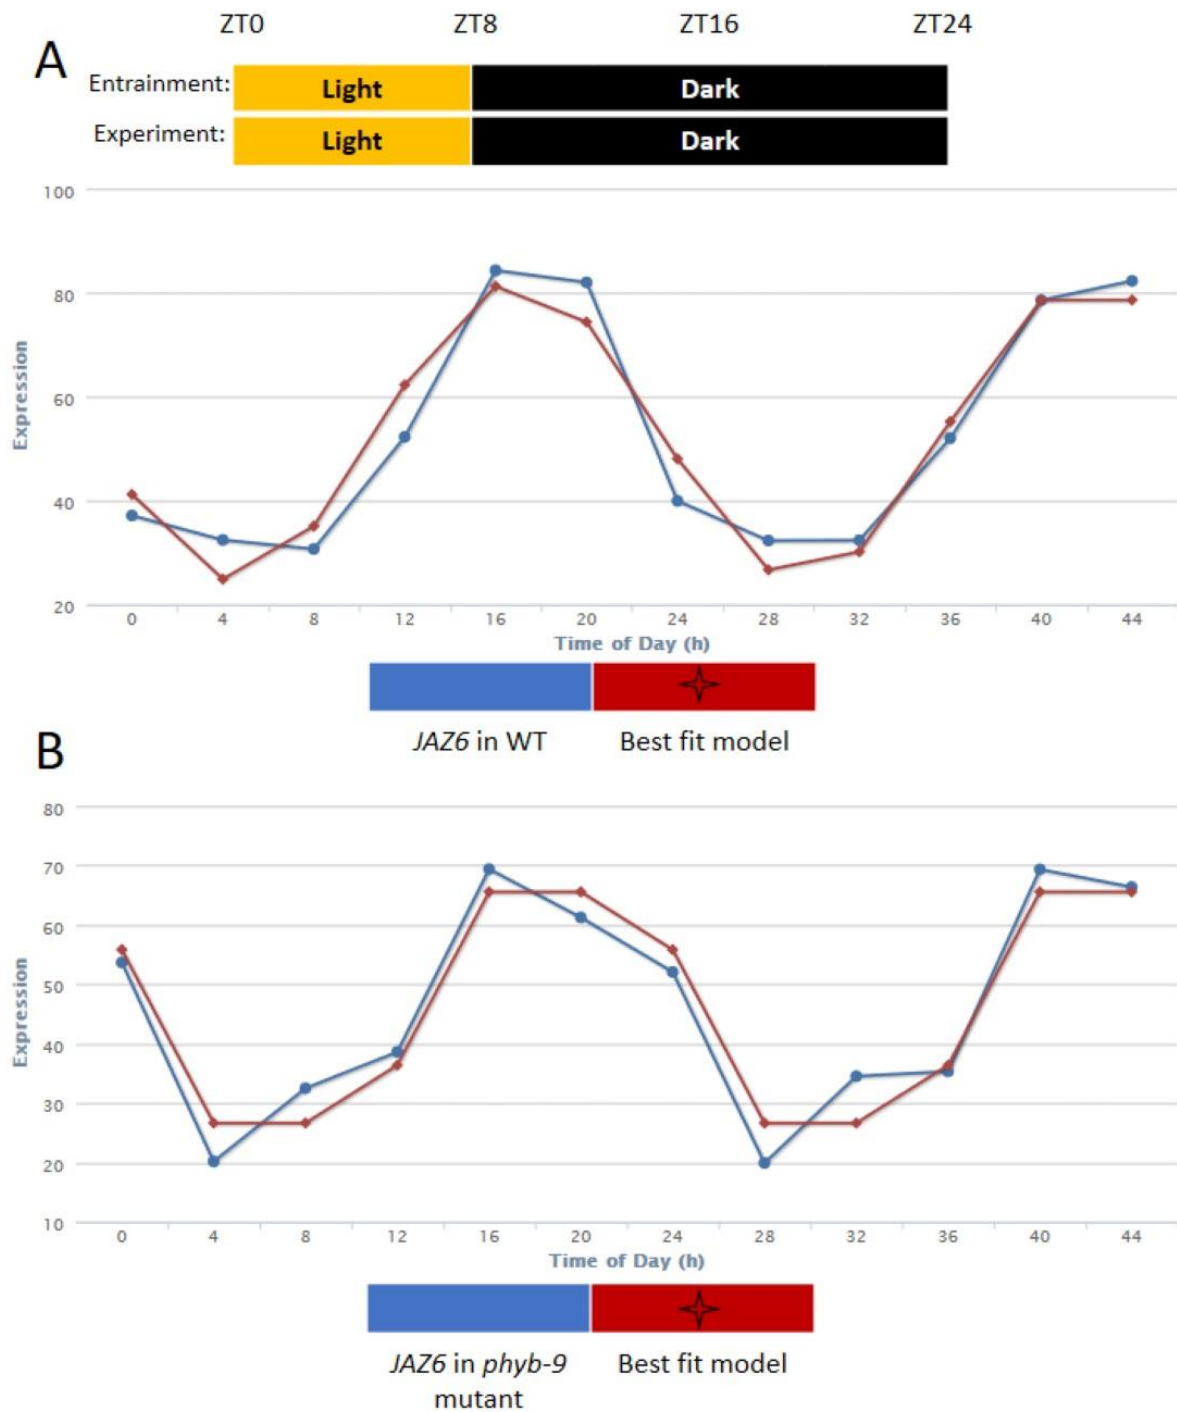 ZT0 ZT8 ZT16 ZT24
A
Entrainment: Light Dark
Experiment: Light Dark
100
80
60
40
20
Expression
0 4 8 12 16 20 24 28 32 36 40 44
Time of Day (h)
JAZ6 in WT Best fit model
B
80
70
60
50
40
30
20
10
Expression
0 4 8 12 16 20 24 28 32 36 40 44
Time of Day (h)
JAZ6 in phyb-9 Best fit model
mutant